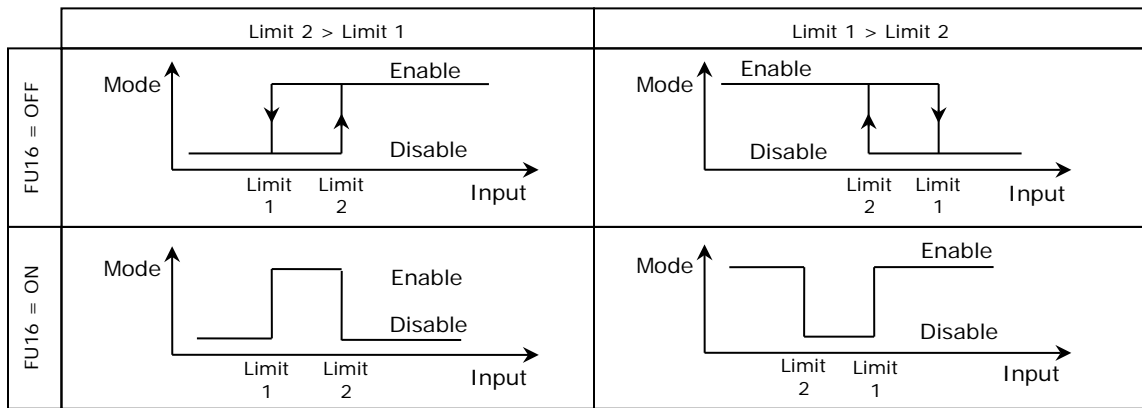 Limit 2 > Limit 1
Limit 1 > Limit 2
FU16 = OFF
Mode
Enable
Disable
Limit
1
Limit
2
Input
Mode
Enable
Disable
Limit
2
Limit
1
Input
FU16 = ON
Mode
Enable
Disable
Limit
1
Limit
2
Input
Mode
Enable
Disable
Limit
2
Limit
1
Input